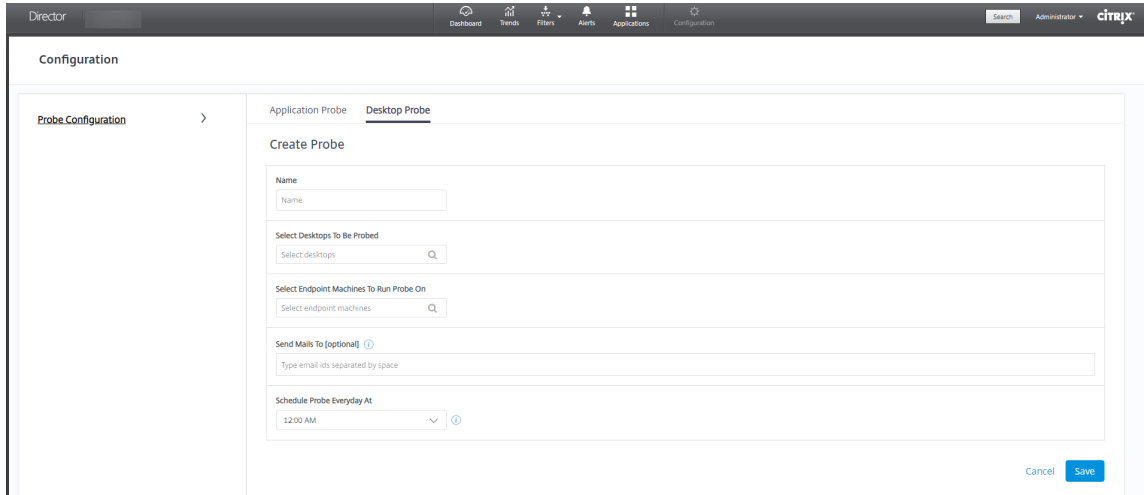 Director
Dashboard Trends Filters Alerts Applications Configuration
Search Administrator CİTRIX
Configuration
Probe Configuration
Application Probe Desktop Probe
Create Probe
Name
Name
Select Desktops To Be Probed
Select desktops
Select Endpoint Machines To Run Probe On
Select endpoint machines
Send Mails To [optional] i
Type email ids separated by space
Schedule Probe Everyday At
12:00 AM i
Cancel Save